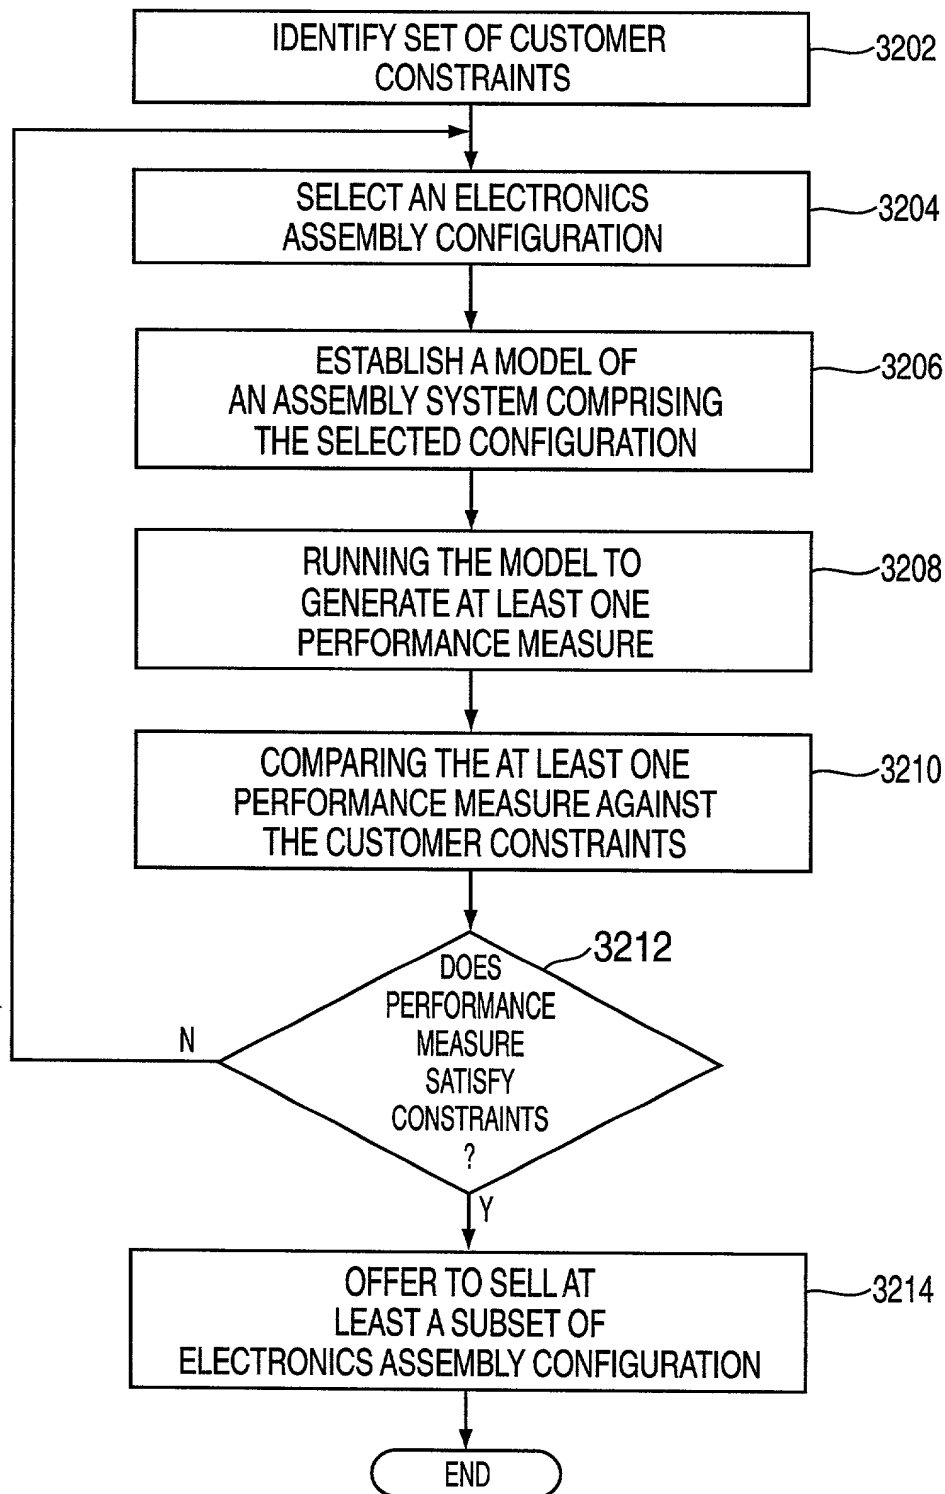 IDENTIFY SET OF CUSTOMER
CONSTRAINTS
3202
SELECT AN ELECTRONICS
ASSEMBLY CONFIGURATION
3204
ESTABLISH A MODEL OF
AN ASSEMBLY SYSTEM COMPRISING
THE SELECTED CONFIGURATION
3206
RUNNING THE MODEL TO
GENERATE AT LEAST ONE
PERFORMANCE MEASURE
3208
COMPARING THE AT LEAST ONE
PERFORMANCE MEASURE AGAINST
THE CUSTOMER CONSTRAINTS
3210
3212
DOES
PERFORMANCE
MEASURE
SATISFY
CONSTRAINTS
?
N
Y
OFFER TO SELL AT
LEAST A SUBSET OF
ELECTRONICS ASSEMBLY CONFIGURATION
3214
END